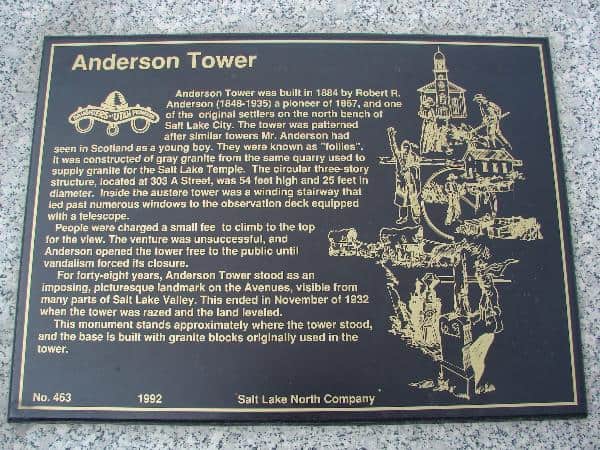 Anderson Tower
DAUGHTERS OF UTAH PIONEERS
Anderson Tower was built in 1884 by Robert R.
Anderson (1848-1935) a pioneer of 1867, and one
of the original settlers on the north bench of
Salt Lake City. The tower was patterned
after similar towers Mr. Anderson had
seen in Scotland as a young boy. They were known as "follies".
It was constructed of gray granite from the same quarry used to
supply granite for the Salt Lake Temple. The circular three-story
structure, located at 303 A Street, was 54 feet high and 25 feet in
diameter. Inside the austere tower was a winding stairway that
led past numerous windows to the observation deck equipped
with a telescope.
People were charged a small fee to climb to the top
for the view. The venture was unsuccessful, and
Anderson opened the tower free to the public until
vandalism forced its closure.
For forty-eight years, Anderson Tower stood as an
imposing, picturesque landmark on the Avenues, visible from
many parts of Salt Lake Valley. This ended in November of 1932
when the tower was razed and the land leveled.
This monument stands approximately where the tower stood,
and the base is built with granite blocks originally used in the
tower.
No. 463 1992 Salt Lake North Company